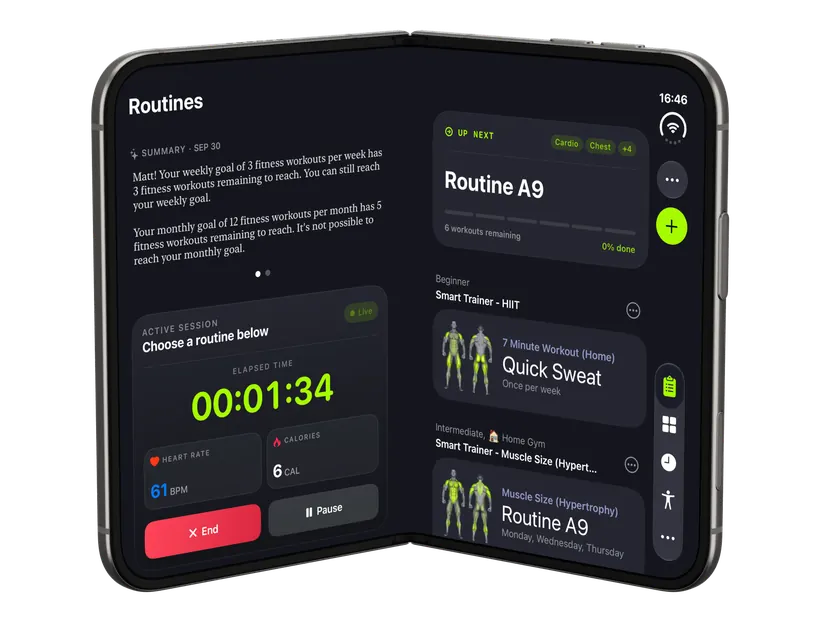 Routines
SUMMARY · SEP 30
Matt! Your weekly goal of 3 fitness workouts per week has
3 fitness workouts remaining to reach. You can still reach
your weekly goal.
Your monthly goal of 12 fitness workouts per month has 5
fitness workouts remaining to reach. It's not possible to
reach your monthly goal.
ACTIVE SESSION
Choose a routine below
Live
ELAPSED TIME
00:01:34
HEART RATE
61 BPM
CALORIES
6 CAL
End
Pause
16:46
UP NEXT
Cardio
Chest
+4
Routine A9
6 workouts remaining
0% done
Beginner
Smart Trainer - HIIT
7 Minute Workout (Home)
Quick Sweat
Once per week
Intermediate, 🏠 Home Gym
Smart Trainer - Muscle Size (Hypert...
Muscle Size (Hypertrophy)
Routine A9
Monday, Wednesday, Thursday